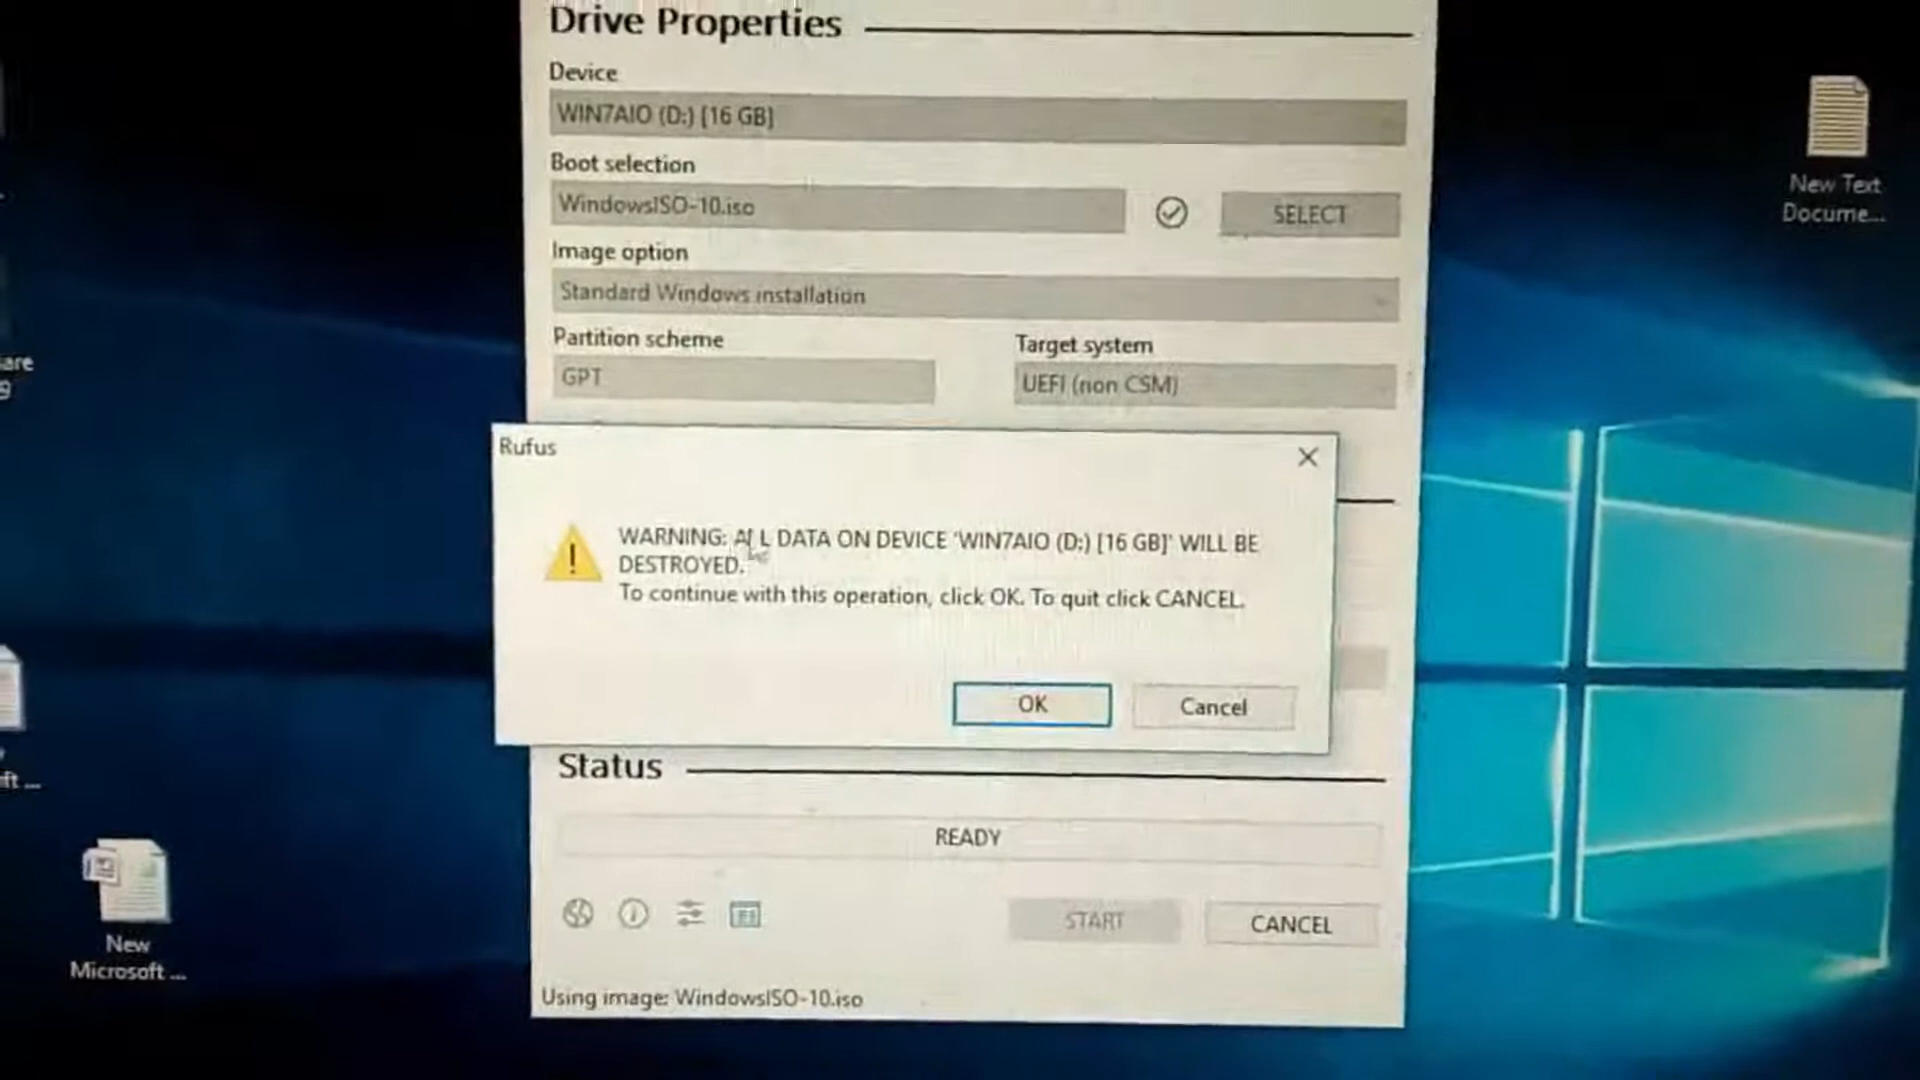 Drive Properties
Device
WIN7AIO (D:) [16 GB]
Boot selection
WindowsISO-10.iso
SELECT
Image option
Standard Windows installation
Partition scheme
Target system
GPT
UEFI (non CSM)
Rufus
WARNING: ALL DATA ON DEVICE 'WIN7AIO (D:) [16 GB]' WILL BE
DESTROYED.
To continue with this operation, click OK. To quit click CANCEL.
OK
Cancel
Status
READY
START
CANCEL
Using image: WindowsISO-10.iso
New Text
Docume...
are
9
ft ...
New
Microsoft ...